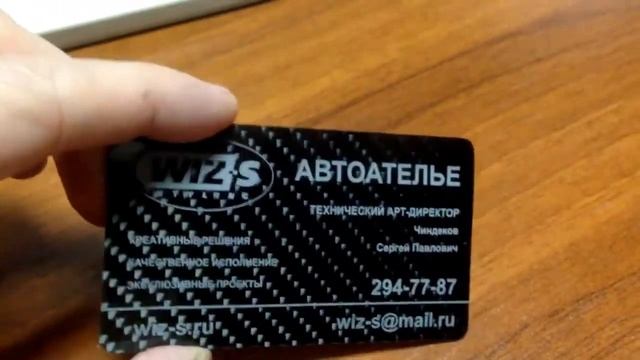 WIZ-S
АВТОАТЕЛЬЕ
ТЕХНИЧЕСКИЙ АРТ-ДИРЕКТОР
Чиндеков
Сергей Павлович
КРЕАТИВНЫЕ РЕШЕНИЯ
КАЧЕСТВЕННОЕ ИСПОЛНЕНИЕ
ЭКСКЛЮЗИВНЫЕ ПРОЕКТЫ
294-77-87
wiz-s.ru
wiz-s@mail.ru